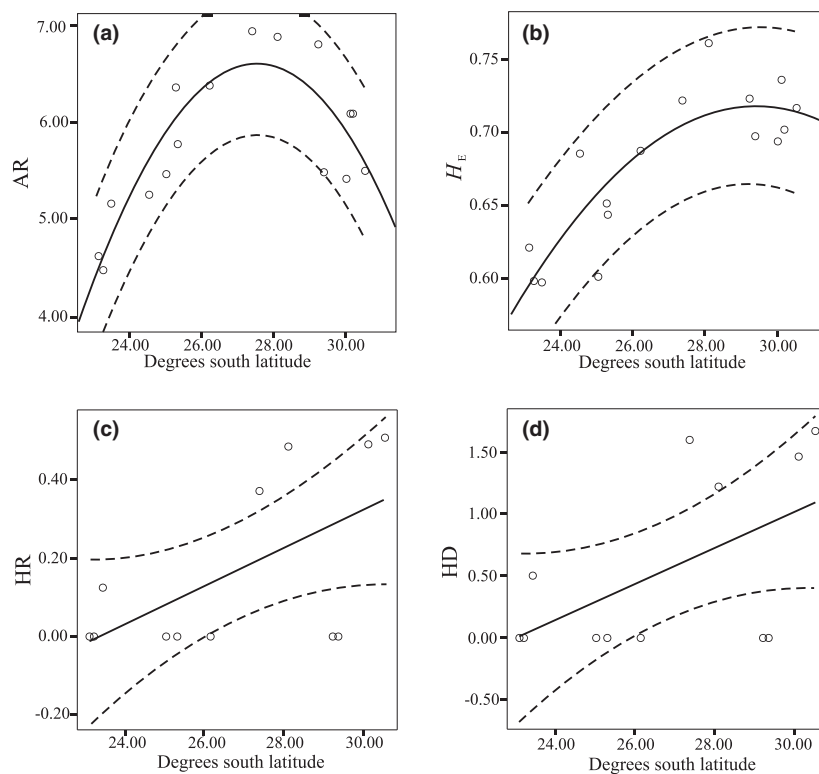 (a)
7.00
6.00
5.00
4.00
AR
24.00 26.00 28.00 30.00
Degrees south latitude
(b)
0.75
0.70
0.65
0.60
H E
24.00 26.00 28.00 30.00
Degrees south latitude
(c)
0.40
0.20
0.00
-0.20
HR
24.00 26.00 28.00 30.00
Degrees south latitude
(d)
1.50
1.00
0.50
0.00
-0.50
HD
24.00 26.00 28.00 30.00
Degrees south latitude